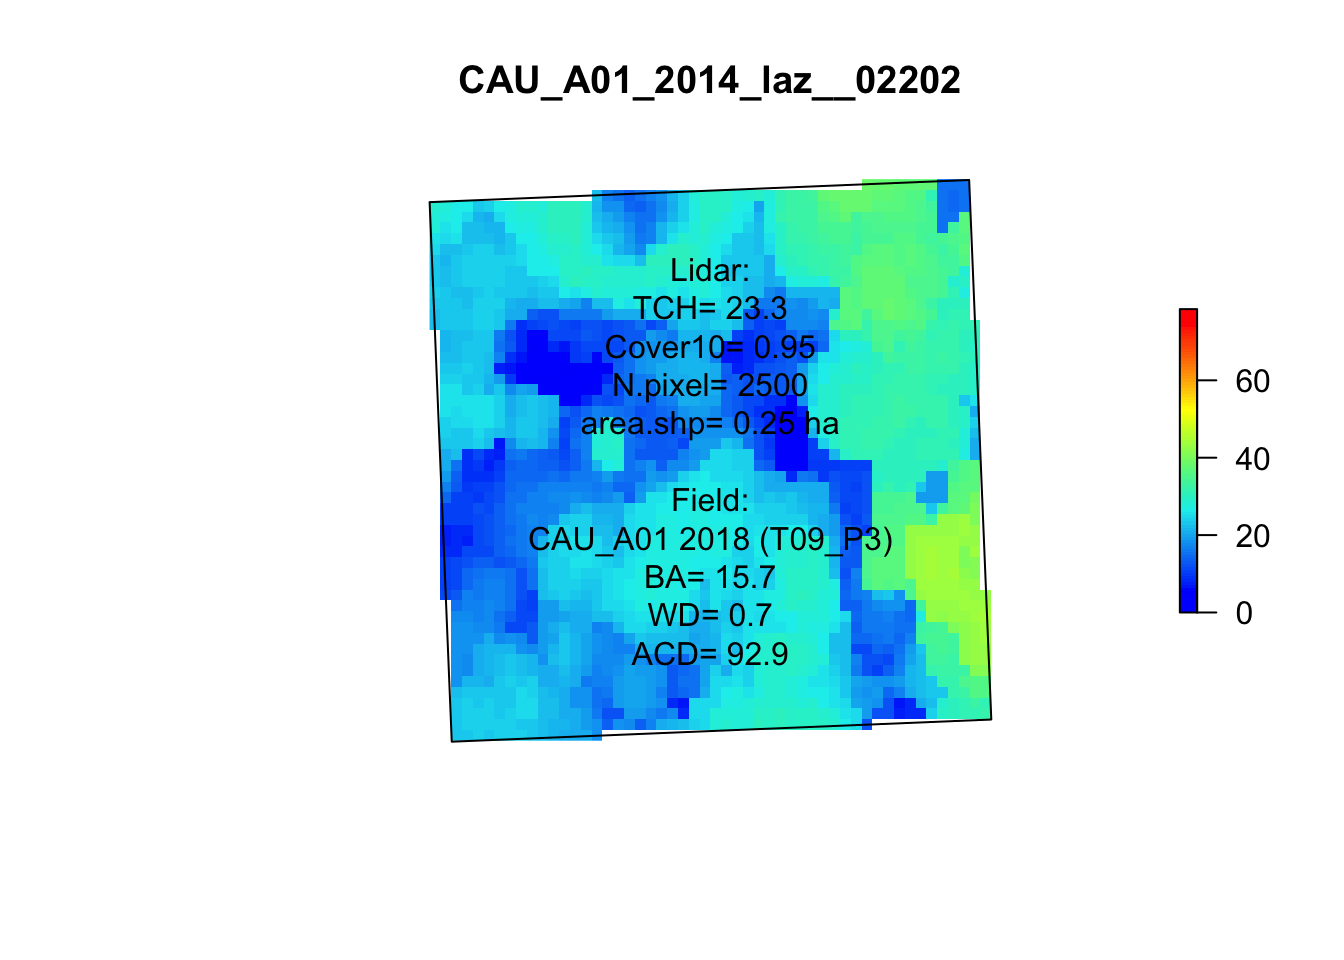 CAU_A01_2014_laz__02202
Lidar:
TCH= 23.3
Cover10= 0.95
N.pixel= 2500
area.shp= 0.25 ha
Field:
CAU_A01 2018 (T09_P3)
BA= 15.7
WD= 0.7
ACD= 92.9
60
40
20
0